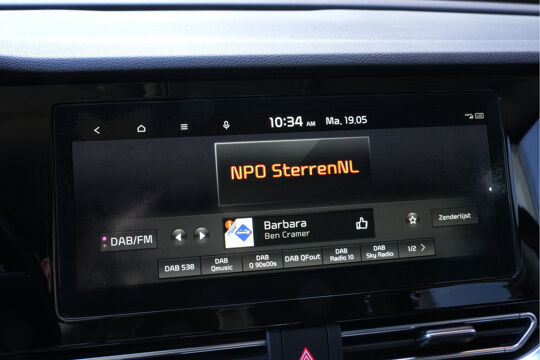 10:34 AM Ma. 19.05
NPO SterrenNL
DAB/FM
Barbara
Ben Cramer
Zenderlijst
DAB 538
DAB Qmusic
DAB Q 90s00s
DAB QFout
DAB Radio 10
DAB Sky Radio
1/2